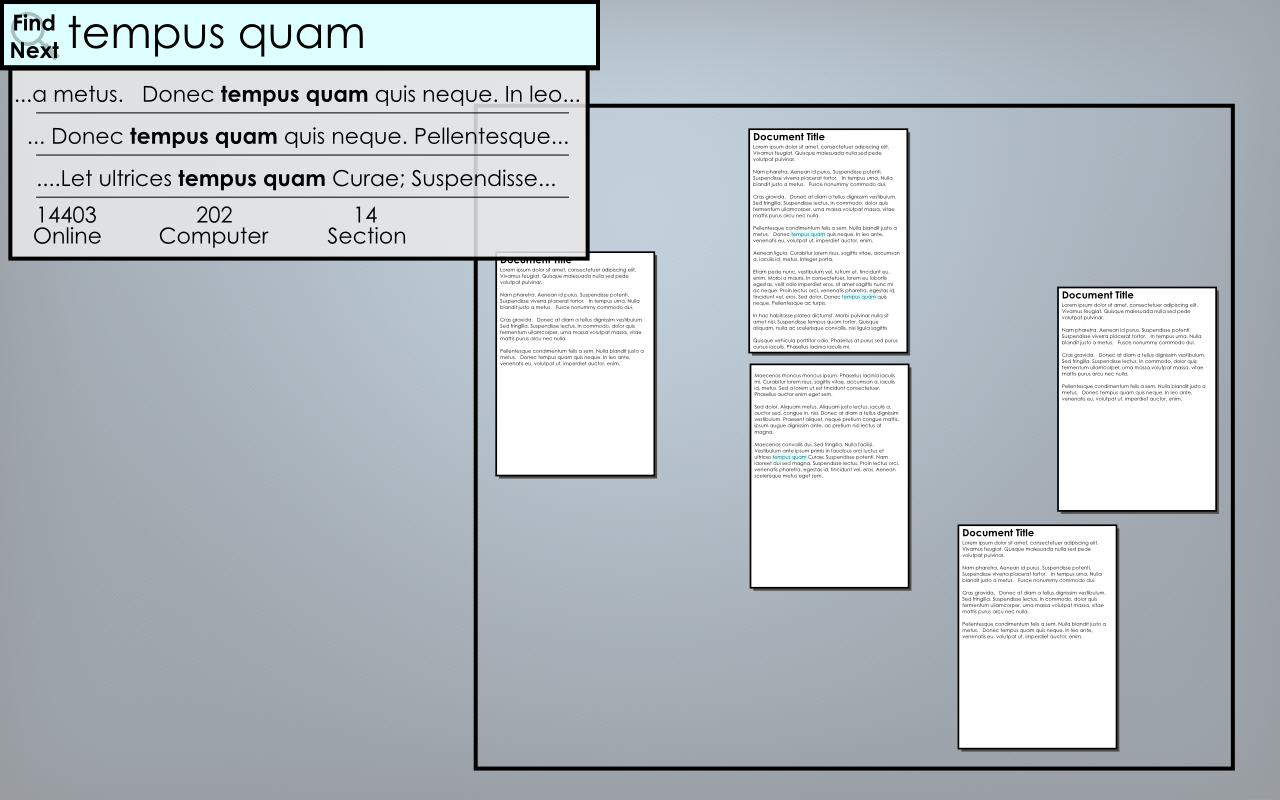 Find
Next
tempus quam
...a metus. Donec tempus quam quis neque. In leo...
... Donec tempus quam quis neque. Pellentesque...
....Let ultrices tempus quam Curae; Suspendisse...
14403 202 14
Online Computer Section
Document Title
Lorem ipsum dolor sit amet, consectetuer adipiscing elit.
Vivamus feugiat. Quisque malesuada nulla sed pede
volutpat pulvinar.
Nam pharetra. Aenean id purus. Suspendisse potenti.
Suspendisse viverra placerat tortor. In tempus urna. Nulla
blandit justo a metus. Fusce nonummy commodo dui.
Cras gravida. Donec at diam a tellus dignissim vestibulum.
Sed fringilla. Suspendisse lectus. In commodo, dolor quis
fermentum ullamcorper, urna massa volutpat massa, vitae
mattis purus arcu nec nulla.
Pellentesque condimentum felis a sem. Nulla blandit justo a
metus. Donec tempus quam quis neque. In leo ante,
venenatis eu, volutpat ut, imperdiet auctor, enim.
Document Title
Lorem ipsum dolor sit amet, consectetuer adipiscing elit.
Vivamus feugiat. Quisque malesuada nulla sed pede
volutpat pulvinar.
Nam pharetra. Aenean id purus. Suspendisse potenti.
Suspendisse viverra placerat tortor. In tempus urna. Nulla
blandit justo a metus. Fusce nonummy commodo dui.
Cras gravida. Donec at diam a tellus dignissim vestibulum.
Sed fringilla. Suspendisse lectus. In commodo, dolor quis
fermentum ullamcorper, urna massa volutpat massa, vitae
mattis purus arcu nec nulla.
Pellentesque condimentum felis a sem. Nulla blandit justo a
metus. Donec tempus quam quis neque. In leo ante,
venenatis eu, volutpat ut, imperdiet auctor, enim.
Aenean ligula. Curabitur lorem risus, sagittis vitae, accumsan
a, iaculis id, metus. Integer porta.
Etiam pede nunc, vestibulum vel, rutrum et, tincidunt eu,
enim. Morbi a mauris. In consectetuer, lorem eu lobortis
egestas, velit odio imperdiet eros, sit amet sagittis nunc mi
ac neque. Proin lectus orci, venenatis pharetra, egestas id,
tincidunt vel, eros. Sed dolor. Donec tempus quam quis
neque. Pellentesque ac turpis.
In hac habitasse platea dictumst. Morbi pulvinar nulla sit
amet nisl. Suspendisse tempus quam tortor. Quisque
aliquam, nulla ac scelerisque convallis, nisi ligula sagittis
Quisque vehicula porttitor odio. Phasellus at purus sed purus
cursus iaculis. Phasellus lacinia iaculis mi.
Maecenas rhoncus rhoncus ipsum. Phasellus lacinia iaculis
mi. Curabitur lorem risus, sagittis vitae, accumsan a, iaculis
id, metus. Sed a lorem ut est tincidunt consectetuer.
Phasellus auctor enim eget sem.
Sed dolor. Aliquam metus. Aliquam justo lectus, iaculis a,
auctor sed, congue in, nisl. Donec at diam a tellus dignissim
vestibulum. Praesent aliquet, neque pretium congue mattis,
ipsum augue dignissim ante, ac pretium nisl lectus at
magna.
Maecenas convallis dui. Sed fringilla. Nulla facilisi.
Vestibulum ante ipsum primis in faucibus orci luctus et
ultrices tempus quam Curae; Suspendisse potenti. Nam
laoreet dui sed magna. Suspendisse lectus. Proin lectus orci,
venenatis pharetra, egestas id, tincidunt vel, eros. Aenean
scelerisque metus eget sem.
Document Title
Lorem ipsum dolor sit amet, consectetuer adipiscing elit.
Vivamus feugiat. Quisque malesuada nulla sed pede
volutpat pulvinar.
Nam pharetra. Aenean id purus. Suspendisse potenti.
Suspendisse viverra placerat tortor. In tempus urna. Nulla
blandit justo a metus. Fusce nonummy commodo dui.
Cras gravida. Donec at diam a tellus dignissim vestibulum.
Sed fringilla. Suspendisse lectus. In commodo, dolor quis
fermentum ullamcorper, urna massa volutpat massa, vitae
mattis purus arcu nec nulla.
Pellentesque condimentum felis a sem. Nulla blandit justo a
metus. Donec tempus quam quis neque. In leo ante,
venenatis eu, volutpat ut, imperdiet auctor, enim.
Document Title
Lorem ipsum dolor sit amet, consectetuer adipiscing elit.
Vivamus feugiat. Quisque malesuada nulla sed pede
volutpat pulvinar.
Nam pharetra. Aenean id purus. Suspendisse potenti.
Suspendisse viverra placerat tortor. In tempus urna. Nulla
blandit justo a metus. Fusce nonummy commodo dui.
Cras gravida. Donec at diam a tellus dignissim vestibulum.
Sed fringilla. Suspendisse lectus. In commodo, dolor quis
fermentum ullamcorper, urna massa volutpat massa, vitae
mattis purus arcu nec nulla.
Pellentesque condimentum felis a sem. Nulla blandit justo a
metus. Donec tempus quam quis neque. In leo ante,
venenatis eu, volutpat ut, imperdiet auctor, enim.